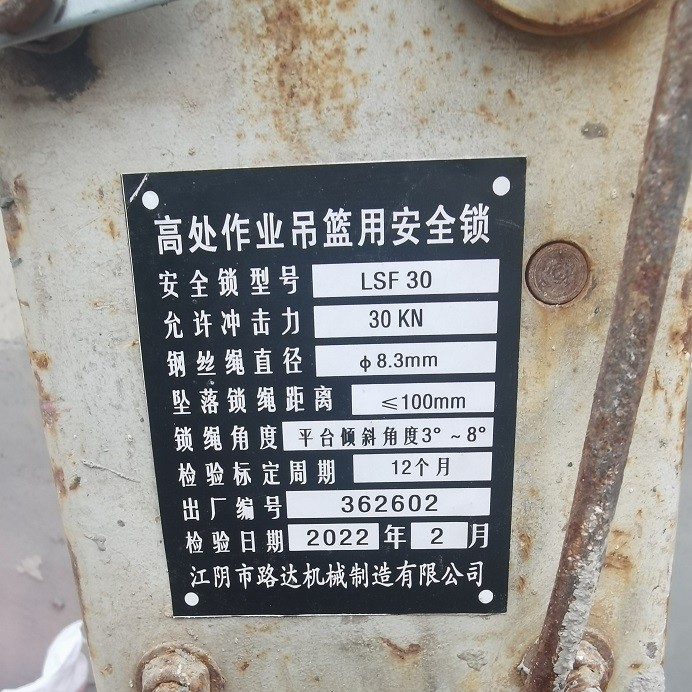 高处作业吊篮用安全锁
安全锁型号 LSF 30
允许冲击力 30 KN
钢丝绳直径 φ8.3mm
坠落锁绳距离 ≤100mm
锁绳角度 平台倾斜角度3°~8°
检验标定周期 12个月
出厂编号 362602
检验日期 2022 年 2 月
江阴市路达机械制造有限公司